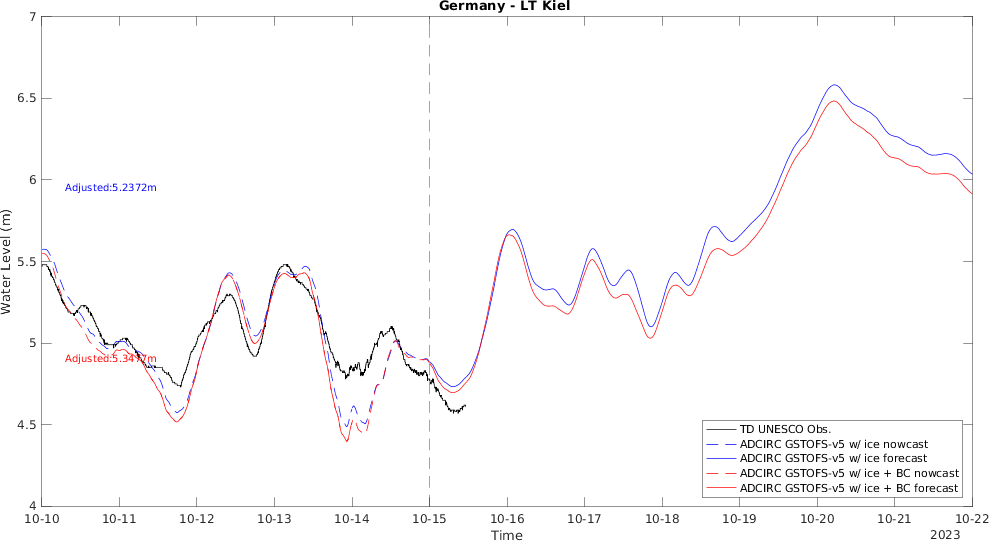 Germany - LT Kiel
7
6.5
6
5.5
5
4.5
4
Water Level (m)
Adjusted:5.2372m
Adjusted:5.3472m
TD UNESCO Obs.
ADCIRC GSTOFS-v5 w/ ice nowcast
ADCIRC GSTOFS-v5 w/ ice forecast
ADCIRC GSTOFS-v5 w/ ice + BC nowcast
ADCIRC GSTOFS-v5 w/ ice + BC forecast
10-10 10-11 10-12 10-13 10-14 10-15 10-16 10-17 10-18 10-19 10-20 10-21 10-22
Time
2023